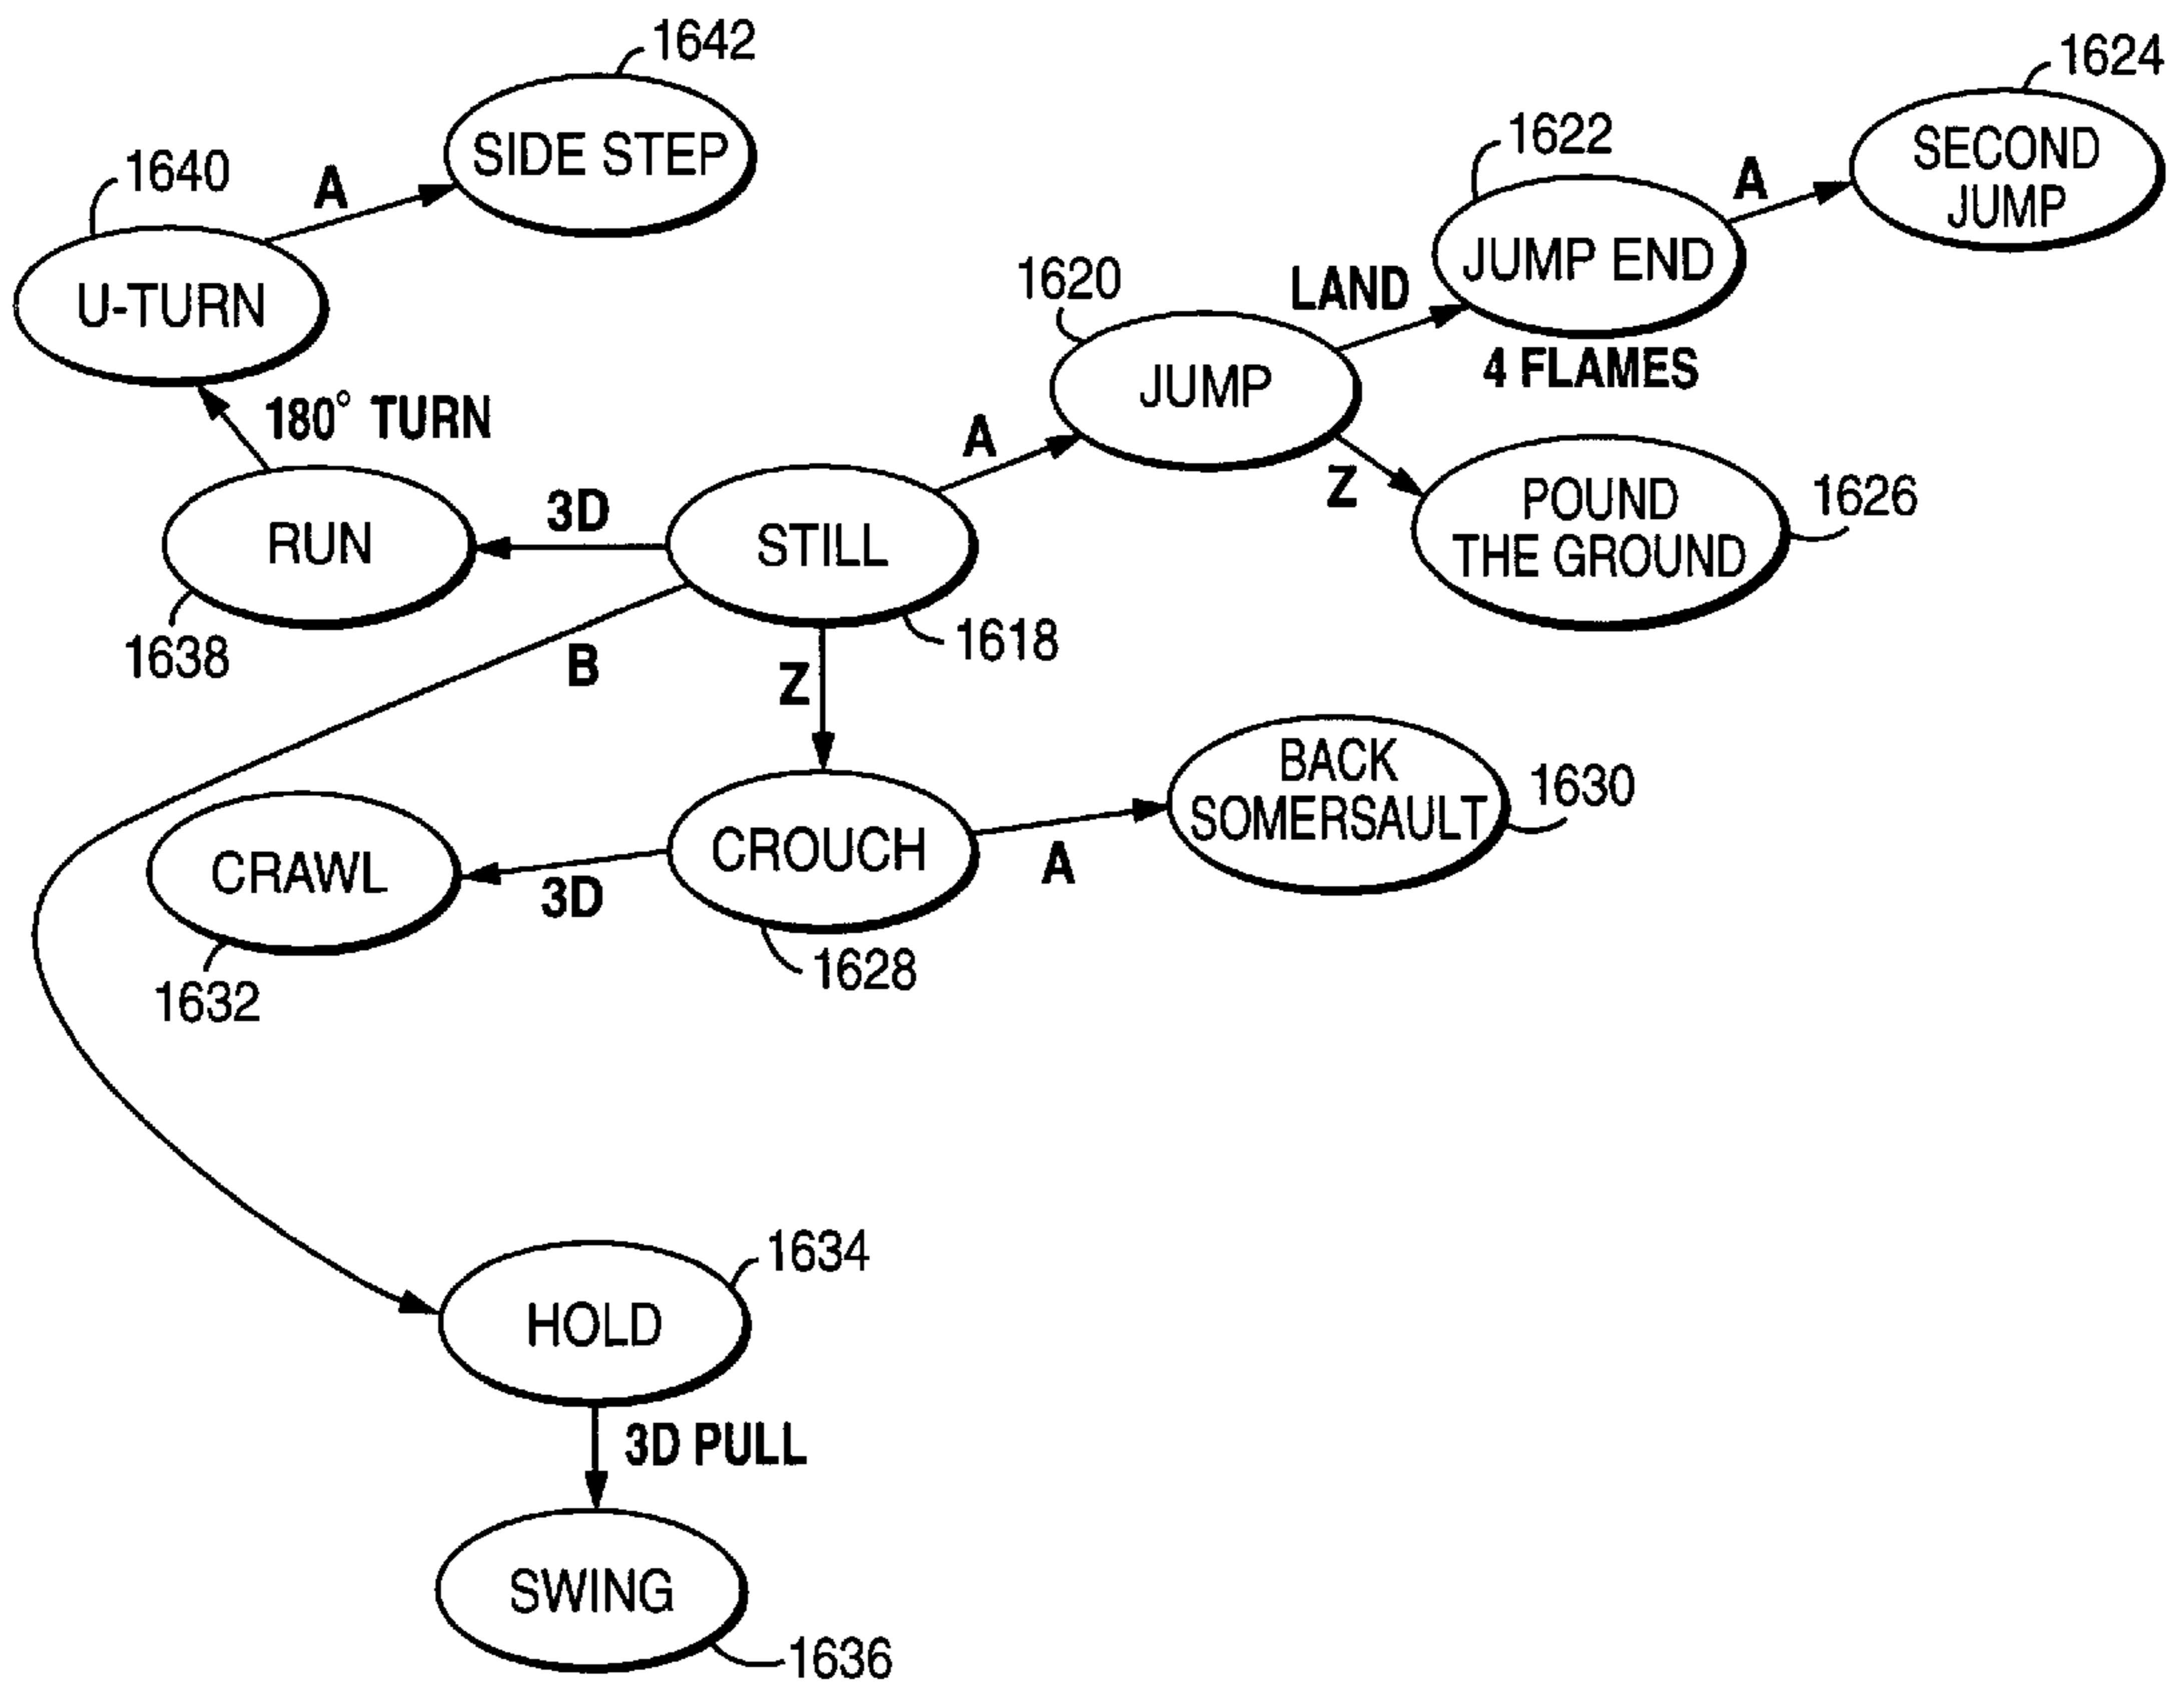 1642
SIDE STEP
1624
SECOND
JUMP
1640
A
U-TURN
1622
A
JUMP END
1620
LAND
4 FLAMES
JUMP
180° TURN
A
Z
POUND
THE GROUND
1626
RUN
3D
STILL
1638
B
1618
Z
BACK
SOMERSAULT
1630
CRAWL
3D
CROUCH
A
1632
1628
1634
HOLD
3D PULL
SWING
1636